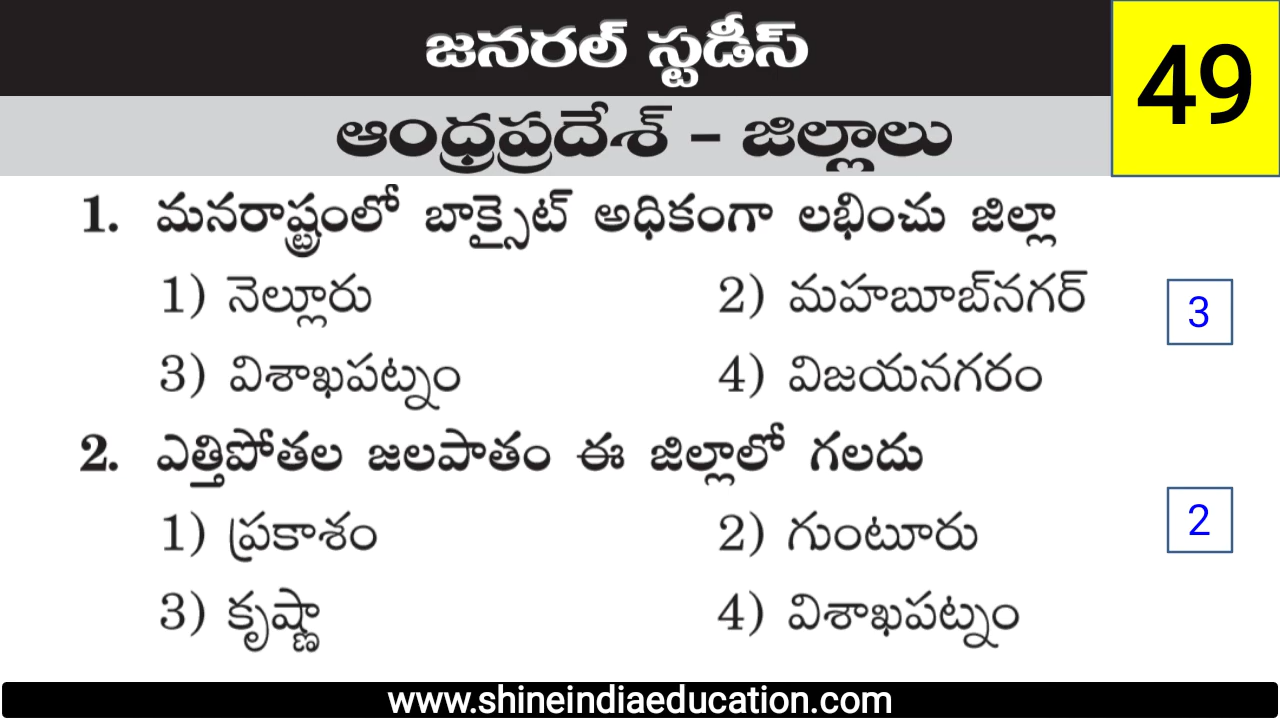 జనరల్ స్టడీస్
49
ఆంధ్రప్రదేశ్ – జిల్లాలు
1. మనరాష్ట్రంలో బాక్సైట్ అధికంగా లభించు జిల్లా
1) నెల్లూరు 2) మహబూబ్‌నగర్
3
3) విశాఖపట్నం 4) విజయనగరం
2. ఎత్తిపోతల జలపాతం ఈ జిల్లాలో గలదు
1) ప్రకాశం 2) గుంటూరు
2
3) కృష్ణా 4) విశాఖపట్నం
www.shineindiaeducation.com